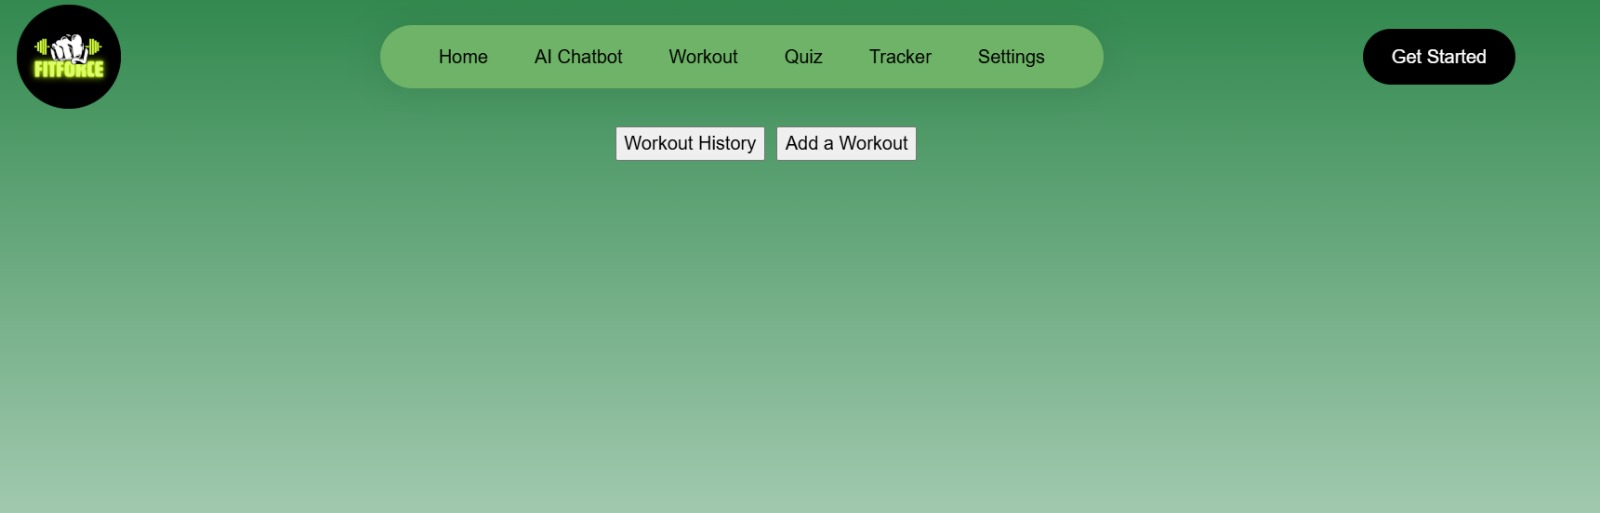 FITFORCE
Home AI Chatbot Workout Quiz Tracker Settings
Get Started
Workout History Add a Workout